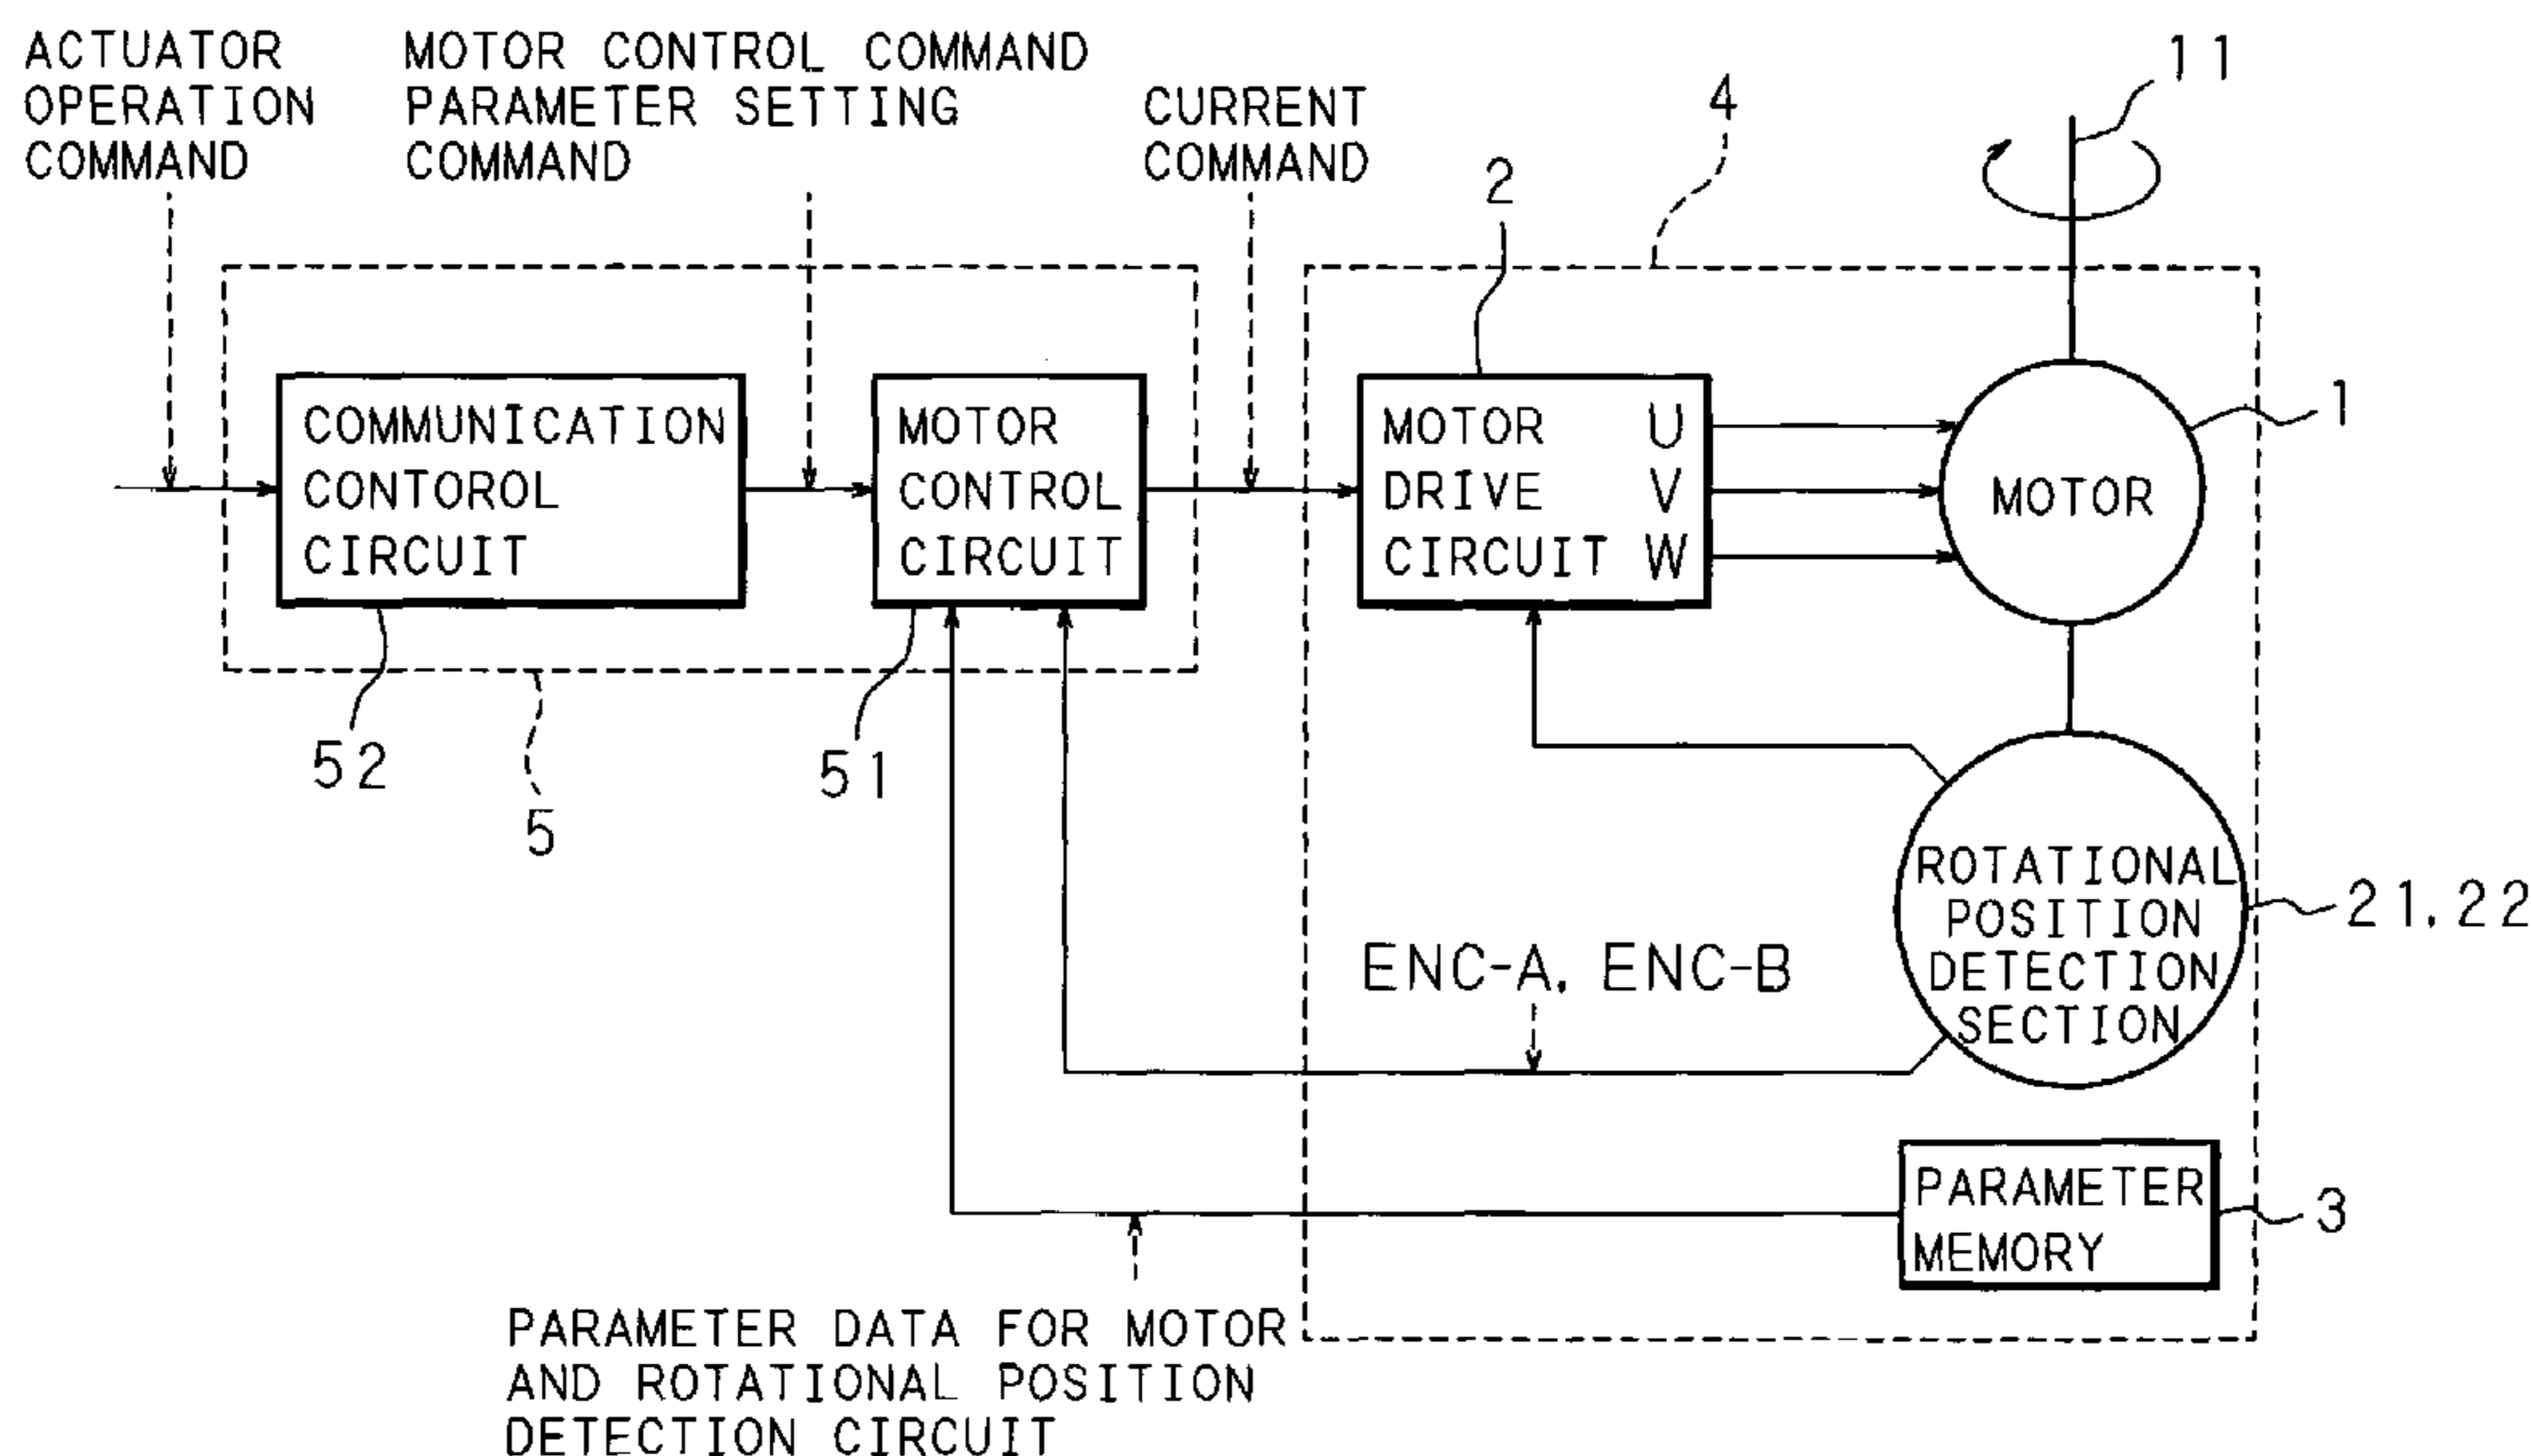 ACTUATOR
OPERATION
COMMAND
MOTOR CONTROL COMMAND
PARAMETER SETTING
COMMAND
CURRENT
COMMAND
4
11
2
COMMUNICATION
CONTOROL
CIRCUIT
MOTOR
CONTROL
CIRCUIT
MOTOR U
DRIVE V
CIRCUIT W
MOTOR
1
52
5
51
ROTATIONAL
POSITION
DETECTION
SECTION
21, 22
ENC-A, ENC-B
PARAMETER
MEMORY
3
PARAMETER DATA FOR MOTOR
AND ROTATIONAL POSITION
DETECTION CIRCUIT